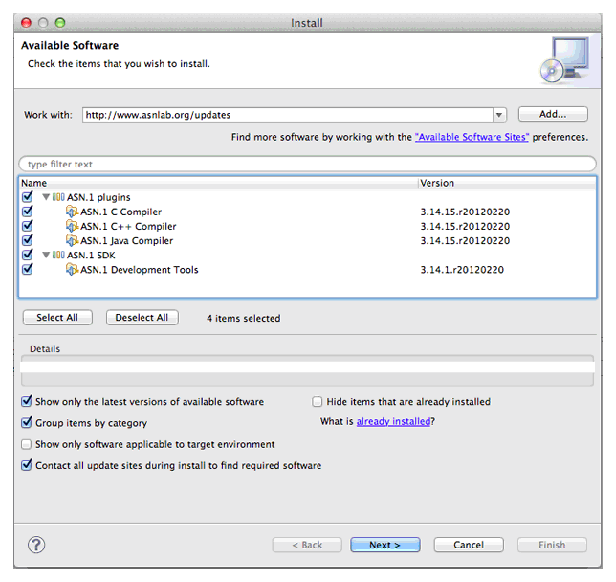 Install
Available Software
Check the items that you wish to install.
Work with: http://www.asnlab.org/updates Add...
Find more software by working with the "Available Software Sites" preferences.
type filter text
Name Version
ASN.1 plugins
ASN.1 C Compiler 3.14.15.r20120220
ASN.1 C++ Compiler 3.14.15.r20120220
ASN.1 Java Compiler 3.14.15.r20120220
ASN.1 SDK
ASN.1 Development Tools 3.14.1.r20120220
Select All Deselect All 4 items selected
Details
Show only the latest versions of available software Hide items that are already installed
Group items by category What is already installed?
Show only software applicable to target environment
Contact all update sites during install to find required software
? < Back Next > Cancel Finish